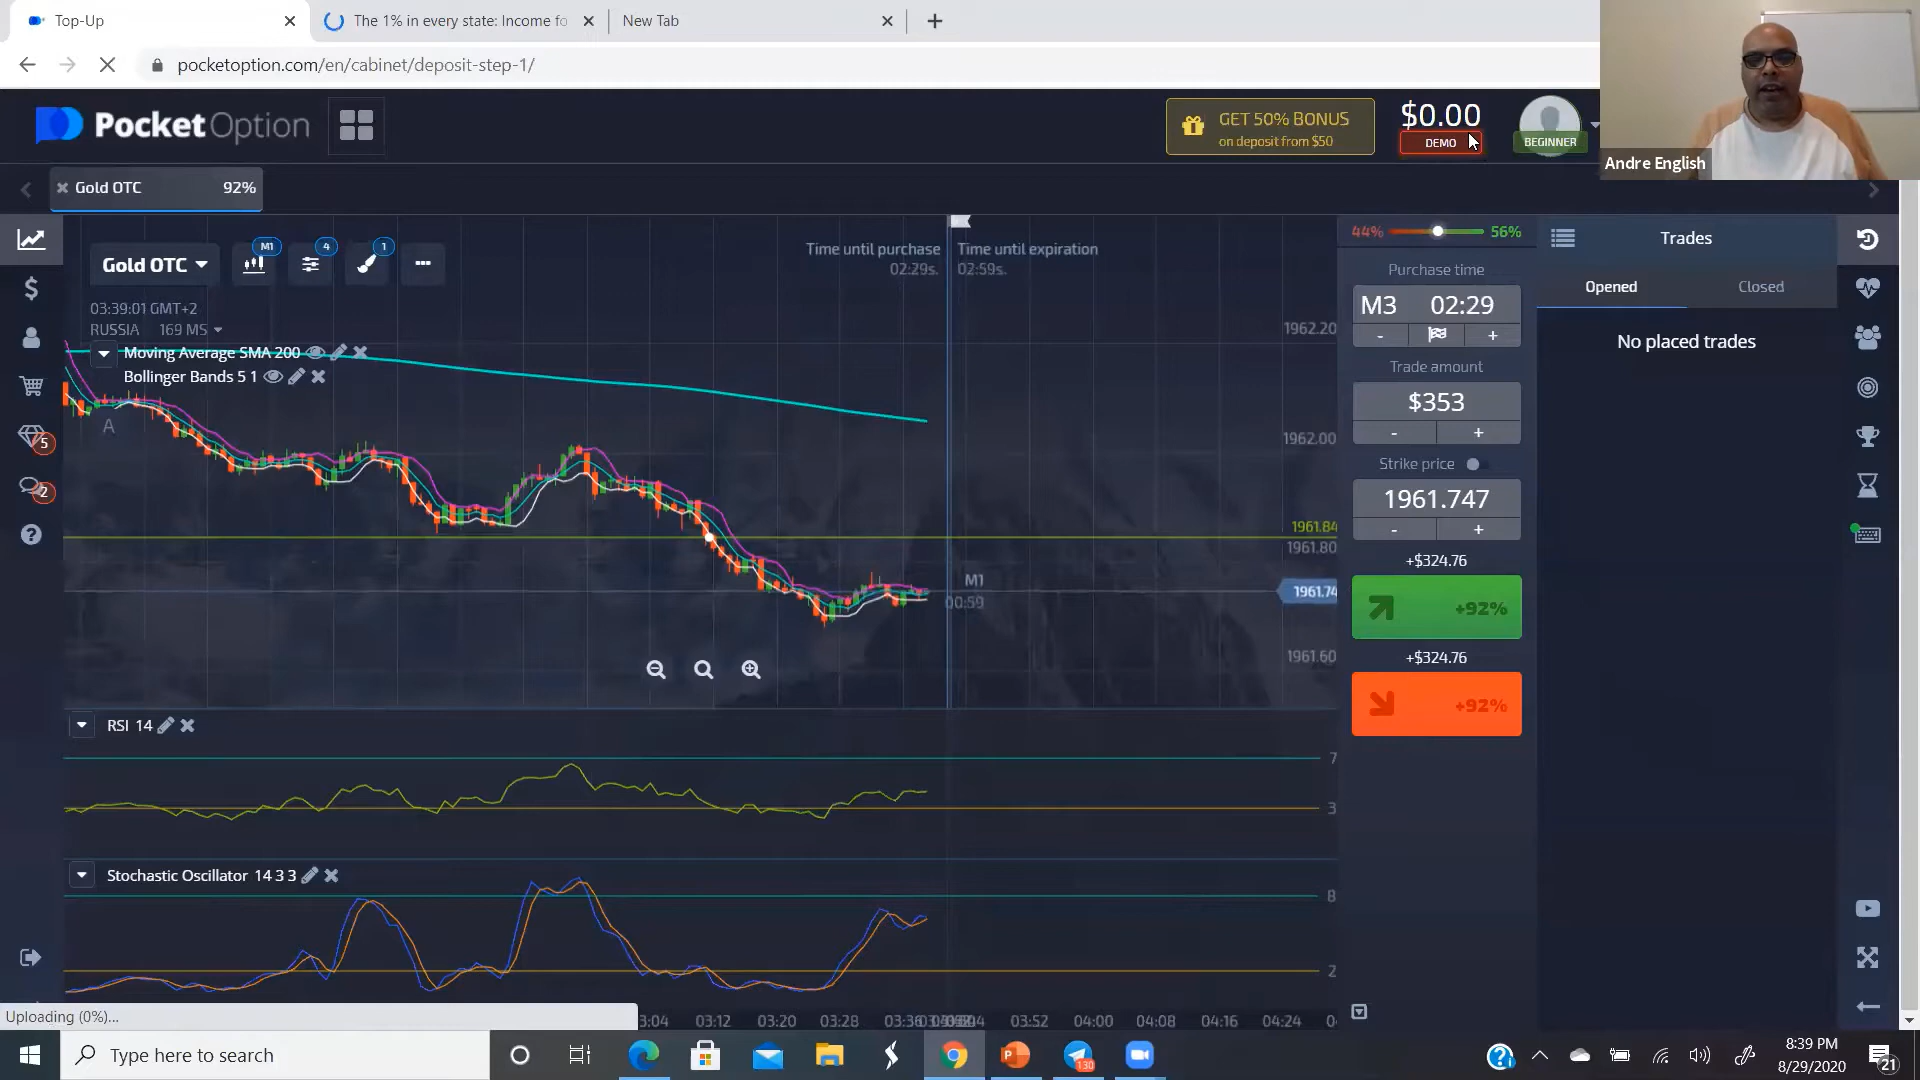 Top-Up
The 1% in every state: Income fo
New Tab
pocketoption.com/en/cabinet/deposit-step-1/
PocketOption
GET 50% BONUS
on deposit from $50
$0.00
DEMO
BEGINNER
Andre English
Gold OTC 92%
Gold OTC
M1
4
1
Time until purchase
02:29s.
Time until expiration
02:59s.
03:39:01 GMT+2
RUSSIA 169 MS
Moving Average SMA 200
Bollinger Bands 5 1
A
1962.20
1962.00
1961.84
1961.80
1961.74
1961.60
M1
00:59
44% 56%
Purchase time
M3 02:29
- +
Trade amount
$353
- +
Strike price
1961.747
- +
+$324.76
+92%
+$324.76
+92%
Trades
Opened
Closed
No placed trades
5
2
RSI 14
7
3
Stochastic Oscillator 14 3 3
8
2
Uploading (0%)...
3:04 03:12 03:20 03:28 03:36 03:52 04:00 04:08 04:16 04:24
Type here to search
130
8:39 PM
8/29/2020
21